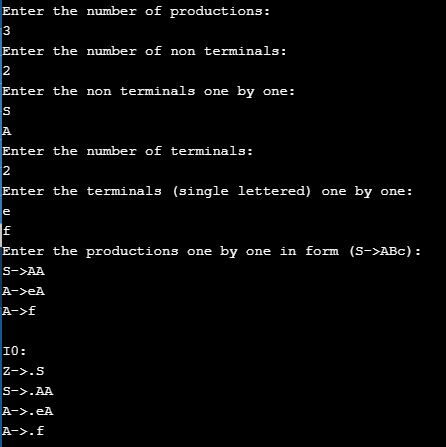 Enter the number of productions:
3
Enter the number of non terminals:
2
Enter the non terminals one by one:
S
A
Enter the number of terminals:
2
Enter the terminals (single lettered) one by one:
e
f
Enter the productions one by one in form (S->ABc):
S->AA
A->eA
A->f
I0:
Z->.S
S->.AA
A->.eA
A->.f